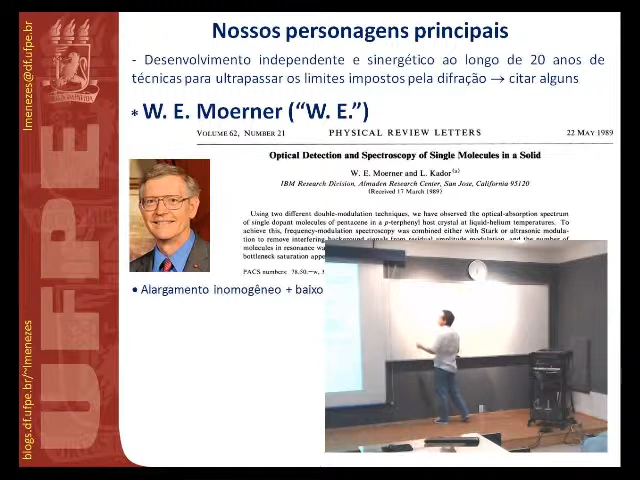 Nossos personagens principais
- Desenvolvimento independente e sinergético ao longo de 20 anos de
técnicas para ultrapassar os limites impostos pela difração → citar alguns
* W. E. Moerner (“W. E.”)
VOLUME 62, NUMBER 21 PHYSICAL REVIEW LETTERS 22 MAY 1989
Optical Detection and Spectroscopy of Single Molecules in a Solid
W. E. Moerner and L. Kador(a)
IBM Research Division, Almaden Research Center, San Jose, California 95120
(Received 17 March 1989)
Using two different double-modulation techniques, we have observed the optical-absorption spectrum
of single dopant molecules of pentacene in a p-terphenyl host crystal at liquid-helium temperatures. To
achieve this, frequency-modulation spectroscopy was combined either with Stark or ultrasonic modula-
tion to remove interfering background signals from residual amplitude modulation, and the number of
molecules in resonance
bottleneck saturation
PACS numbers: 78.50.-w,
• Alargamento inomogêneo + baixo
lmenezes@df.ufpe.br
UFPE
blogs.df.ufpe.br/~lmenezes